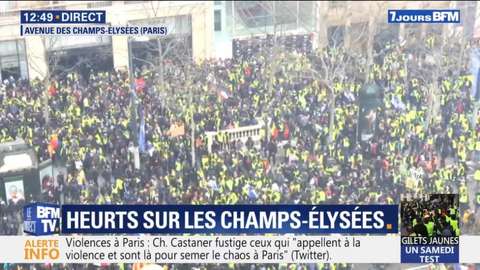 12:49 DIRECT
AVENUE DES CHAMPS-ÉLYSÉES (PARIS)
7JOURSBFM
BFM
TV
HEURTS SUR LES CHAMPS-ÉLYSÉES.
ALERTE
INFO
Violences à Paris : Ch. Castaner fustige ceux qui "appellent à la
violence et sont là pour semer le chaos à Paris" (Twitter).
GILETS JAUNES
UN SAMEDI
TEST